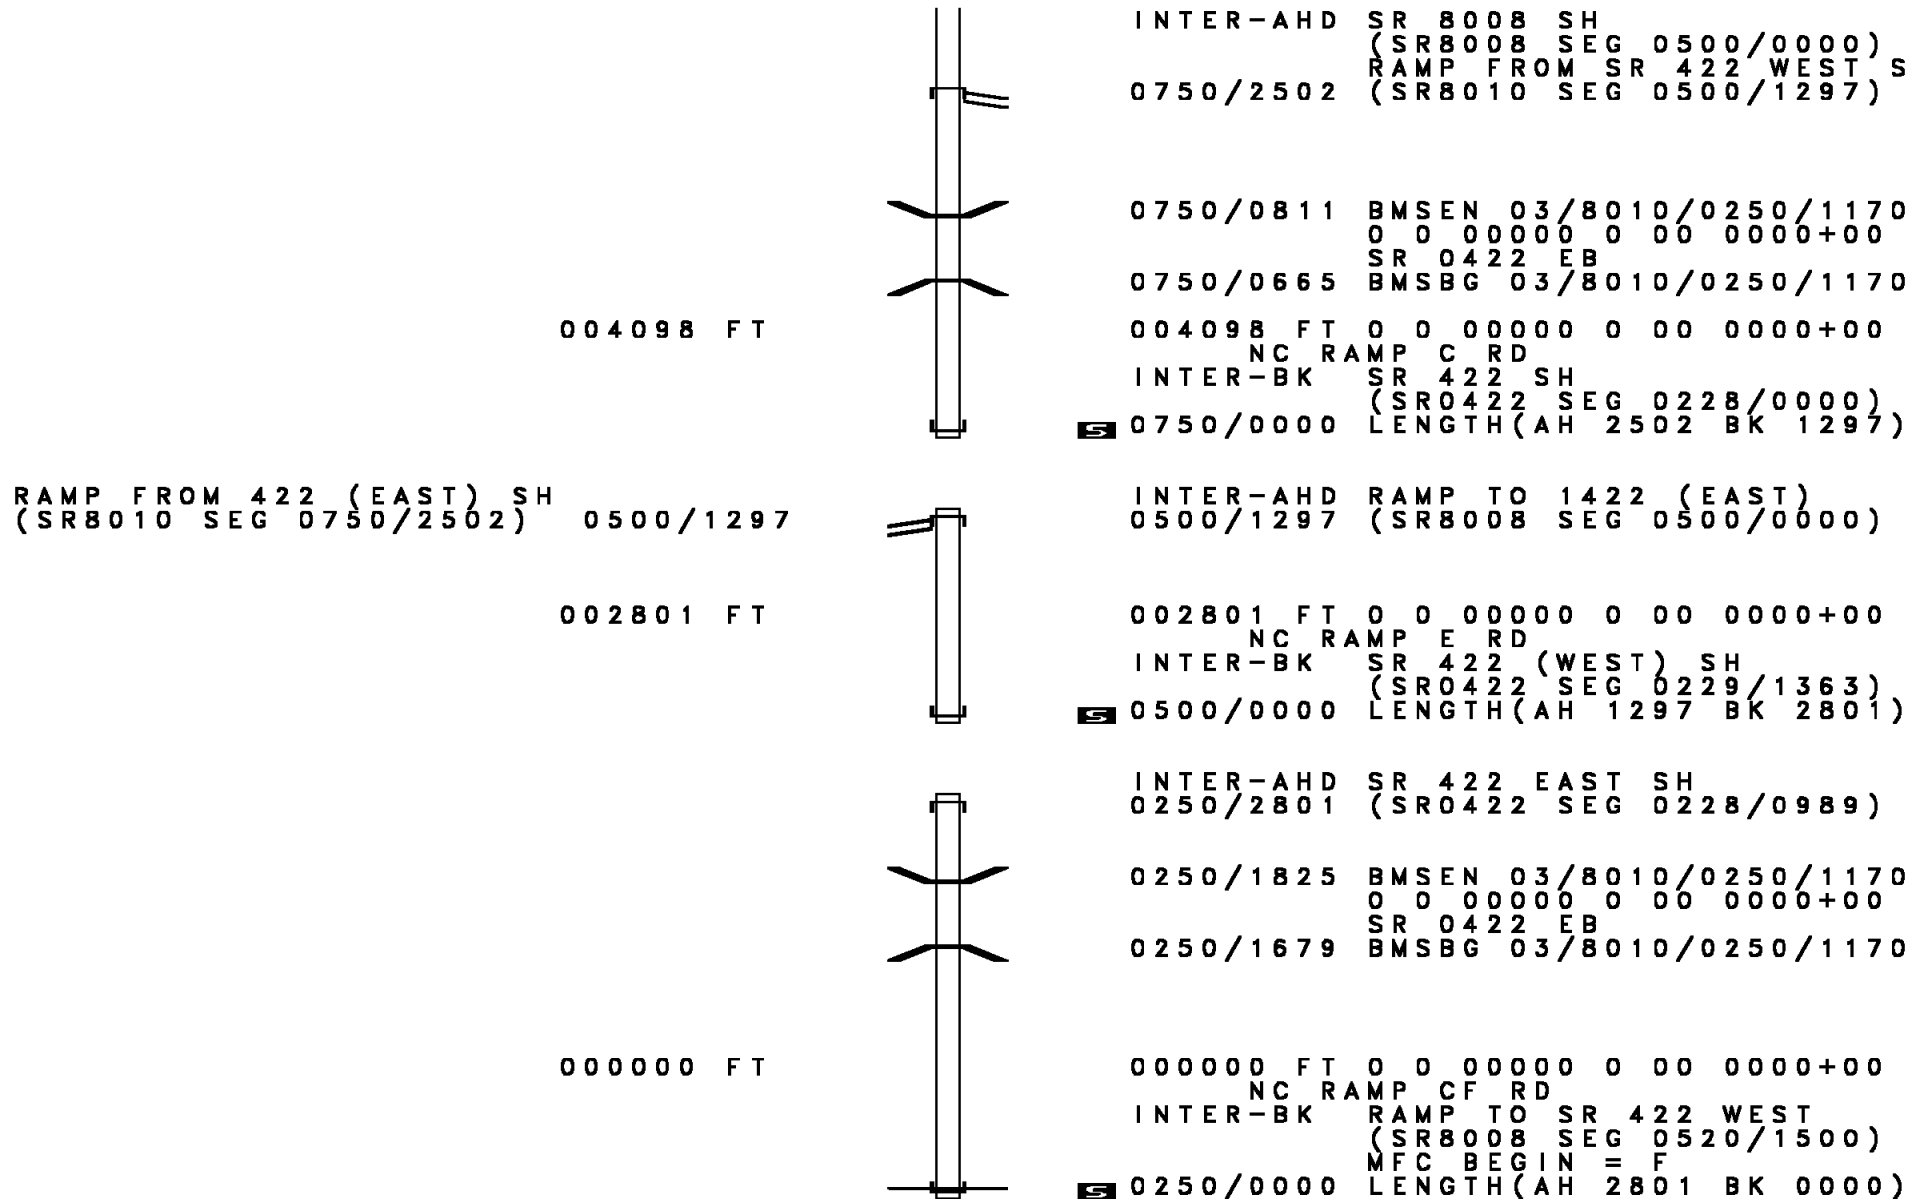 INTER-AHD SR 8008 SH
(SR8008 SEG 0500/0000)
RAMP FROM SR 422 WEST S
0750/2502 (SR8010 SEG 0500/1297)
0750/0811 BMSEN 03/8010/0250/1170
0 0 00000 0 00 0000+00
SR 0422 EB
0750/0665 BMSBG 03/8010/0250/1170
004098 FT 004098 FT 0 0 00000 0 00 0000+00
NC RAMP C RD
INTER-BK SR 422 SH
(SR0422 SEG 0228/0000)
S 0750/0000 LENGTH(AH 2502 BK 1297)
RAMP FROM 422 (EAST) SH INTER-AHD RAMP TO 1422 (EAST)
(SR8010 SEG 0750/2502) 0500/1297 0500/1297 (SR8008 SEG 0500/0000)
002801 FT 002801 FT 0 0 00000 0 00 0000+00
NC RAMP E RD
INTER-BK SR 422 (WEST) SH
(SR0422 SEG 0229/1363)
S 0500/0000 LENGTH(AH 1297 BK 2801)
INTER-AHD SR 422 EAST SH
0250/2801 (SR0422 SEG 0228/0989)
0250/1825 BMSEN 03/8010/0250/1170
0 0 00000 0 00 0000+00
SR 0422 EB
0250/1679 BMSBG 03/8010/0250/1170
000000 FT 000000 FT 0 0 00000 0 00 0000+00
NC RAMP CF RD
INTER-BK RAMP TO SR 422 WEST
(SR8008 SEG 0520/1500)
MFC BEGIN = F
S 0250/0000 LENGTH(AH 2801 BK 0000)